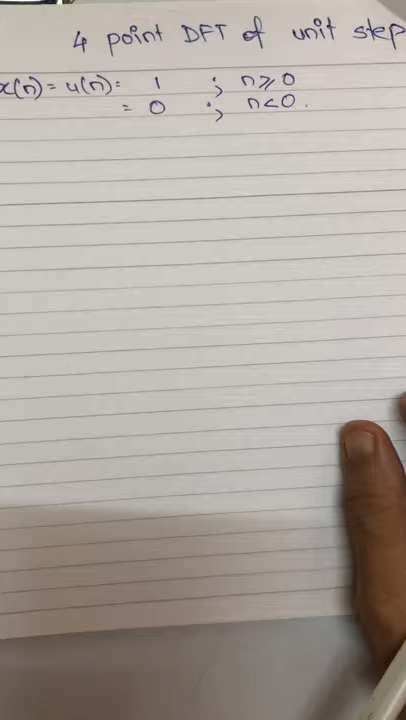 4 point DFT of unit step
x(n) = u(n) = 1 ; n ≥ 0
= 0 ; n < 0.